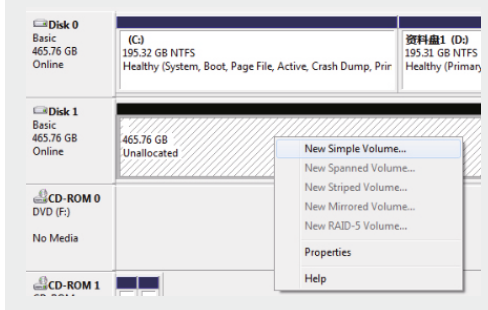 Disk 0
Basic
465.76 GB
Online
(C:)
195.32 GB NTFS
Healthy (System, Boot, Page File, Active, Crash Dump, Prir
资料盘1 (D:)
195.31 GB NTFS
Healthy (Primary
Disk 1
Basic
465.76 GB
Online
465.76 GB
Unallocated
New Simple Volume...
New Spanned Volume...
New Striped Volume...
New Mirrored Volume...
New RAID-5 Volume...
Properties
Help
CD-ROM 0
DVD (F:)
No Media
CD-ROM 1